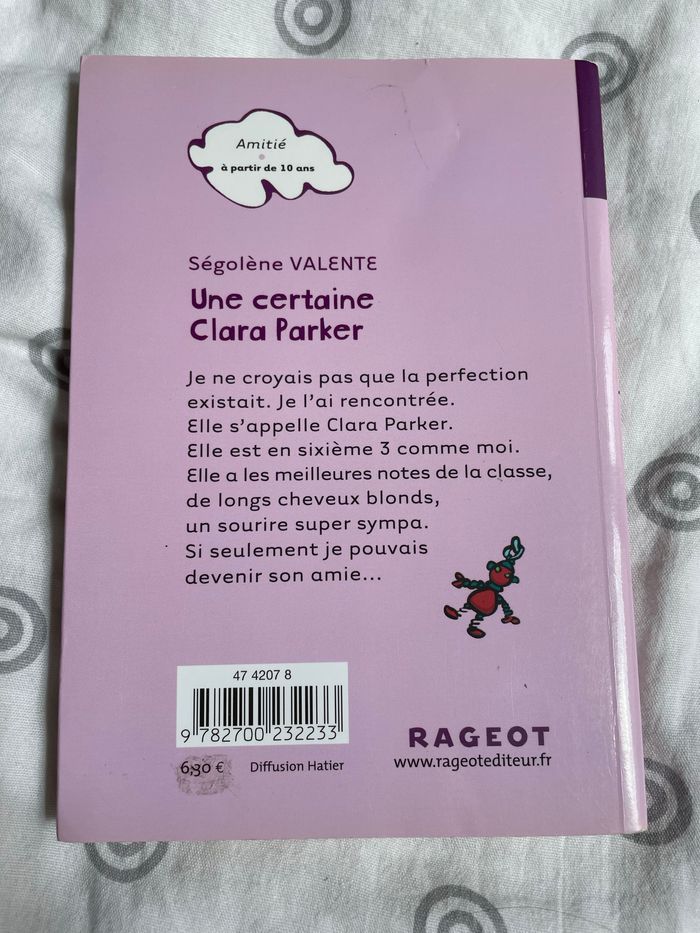 Amitié
à partir de 10 ans
Ségolène VALENTE
Une certaine
Clara Parker
Je ne croyais pas que la perfection
existait. Je l'ai rencontrée.
Elle s'appelle Clara Parker.
Elle est en sixième 3 comme moi.
Elle a les meilleures notes de la classe,
de longs cheveux blonds,
un sourire super sympa.
Si seulement je pouvais
devenir son amie...
47 4207 8
9 782700 232233
6,30 €
Diffusion Hatier
RAGEOT
www.rageotediteur.fr